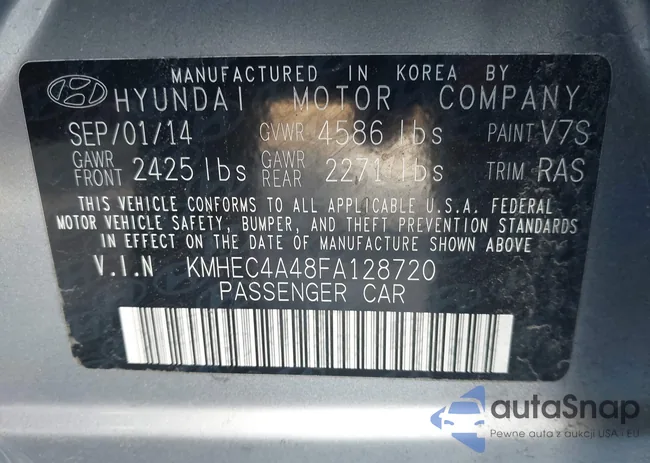 MANUFACTURED IN KOREA BY
HYUNDAI MOTOR COMPANY
SEP/01/14 GVWR 4586 lbs PAINT V7S
GAWR FRONT 2425 lbs GAWR REAR 2271 lbs TRIM RAS
THIS VEHICLE CONFORMS TO ALL APPLICABLE U.S.A. FEDERAL
MOTOR VEHICLE SAFETY, BUMPER, AND THEFT PREVENTION STANDARDS
IN EFFECT ON THE DATE OF MANUFACTURE SHOWN ABOVE
V.I.N KMHEC4A48FA128720
PASSENGER CAR
autaSnap
Pewne auta z aukcji USA - EU